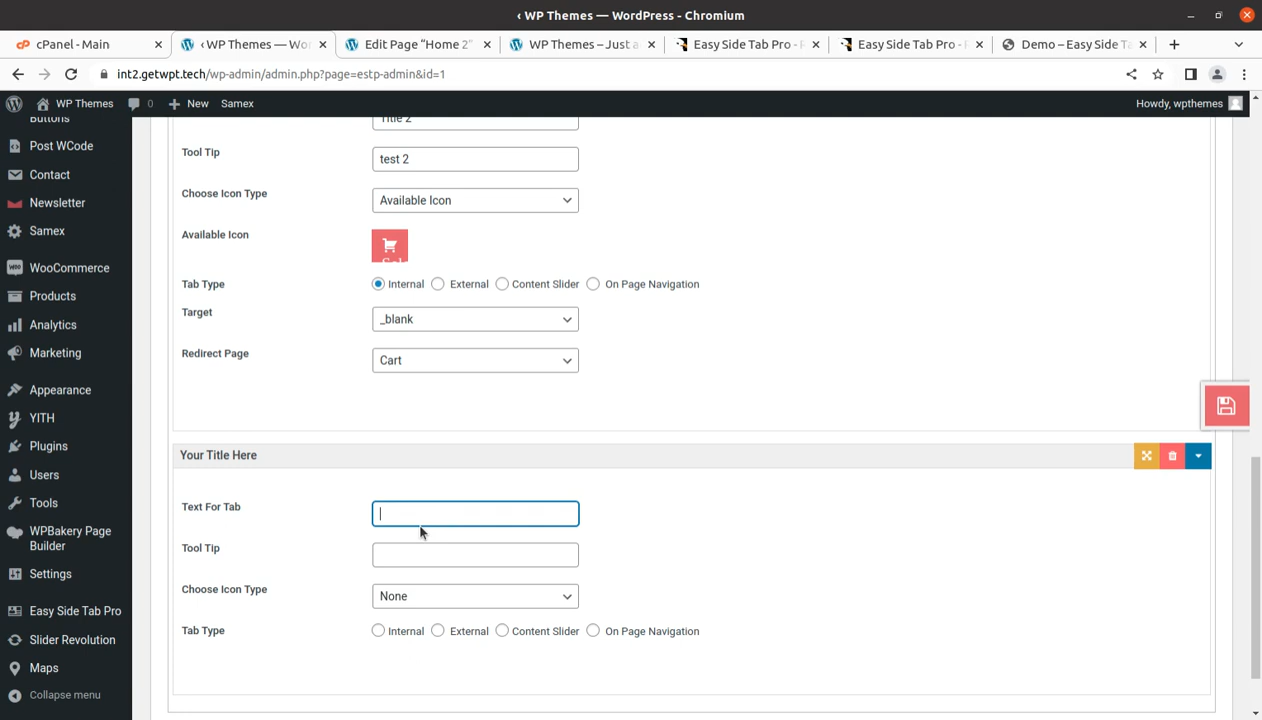 ‹ WP Themes — WordPress - Chromium
cPanel - Main
‹ WP Themes — Wor
Edit Page “Home 2”
WP Themes – Just a
Easy Side Tab Pro -
Easy Side Tab Pro -
Demo – Easy Side T
int2.getwpt.tech/wp-admin/admin.php?page=estp-admin&id=1
WP Themes
0
New
Samex
Howdy, wpthemes
Buttons
Post WCode
Contact
Newsletter
Samex
WooCommerce
Products
Analytics
Marketing
Appearance
YITH
Plugins
Users
Tools
WPBakery Page
Builder
Settings
Easy Side Tab Pro
Slider Revolution
Maps
Collapse menu
Title 2
Tool Tip
test 2
Choose Icon Type
Available Icon
Available Icon
Tab Type
Internal External Content Slider On Page Navigation
Target
_blank
Redirect Page
Cart
Your Title Here
Text For Tab
Tool Tip
Choose Icon Type
None
Tab Type
Internal External Content Slider On Page Navigation